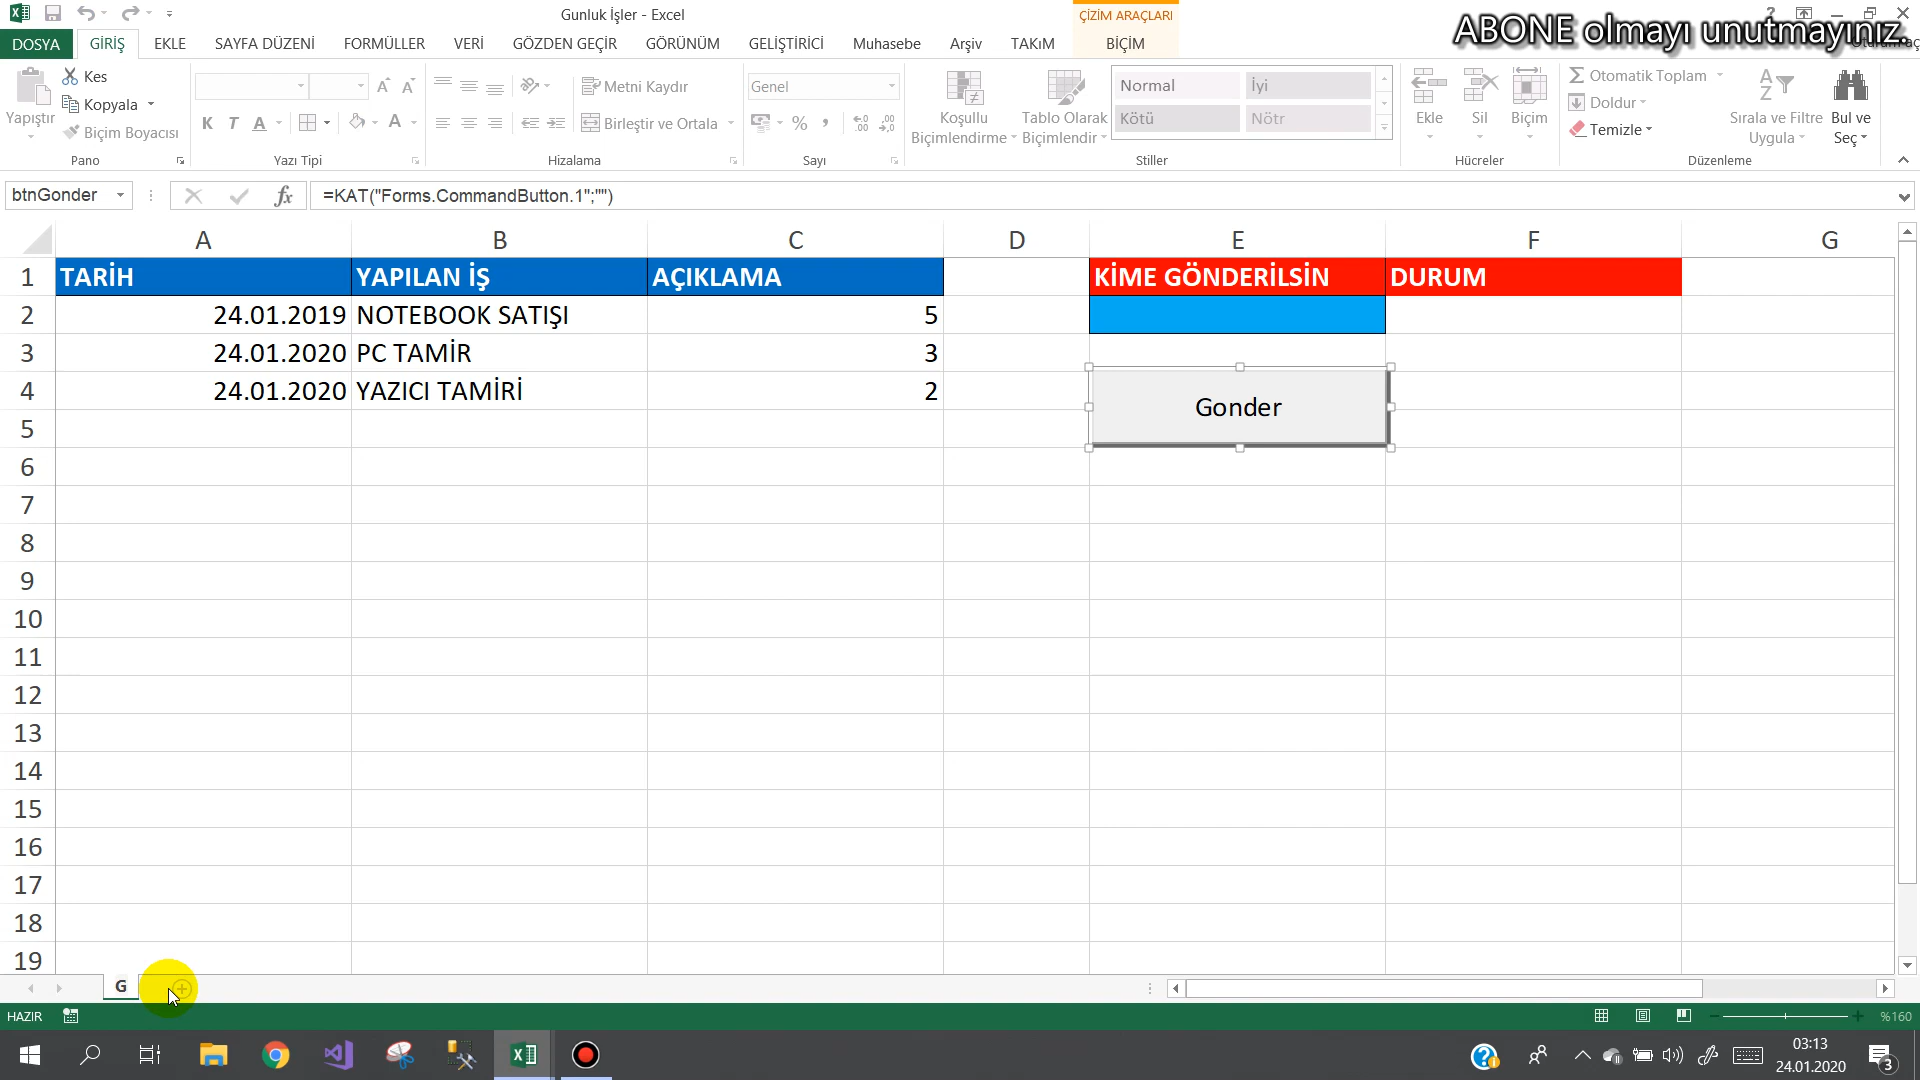 Gunluk İşler - Excel
ÇİZİM ARAÇLARI
ABONE olmayı unutmayınız.
DOSYA GİRİŞ EKLE SAYFA DÜZENİ FORMÜLLER VERİ GÖZDEN GEÇİR GÖRÜNÜM GELİŞTİRİCİ Muhasebe Arşiv TAKıM BİÇİM
Yapıştır
Kes
Kopyala
Biçim Boyacısı
Pano
K T A A
Yazı Tipi
Metni Kaydır
Birleştir ve Ortala
Hizalama
Genel
%
Sayı
Koşullu Biçimlendirme
Tablo Olarak Biçimlendir
Normal İyi
Kötü Nötr
Stiller
Ekle Sil Biçim
Hücreler
Otomatik Toplam
Doldur
Temizle
Sırala ve Filtre Uygula
Bul ve Seç
Düzenleme
btnGonder fx =KAT("Forms.CommandButton.1";"")
A B C D E F G
1 TARİH YAPILAN İŞ AÇIKLAMA KİME GÖNDERİLSİN DURUM
2 24.01.2019 NOTEBOOK SATIŞI 5
3 24.01.2020 PC TAMİR 3
4 24.01.2020 YAZICI TAMİRİ 2
Gonder
5
6
7
8
9
10
11
12
13
14
15
16
17
18
19
G
HAZIR %160
03:13
24.01.2020
3